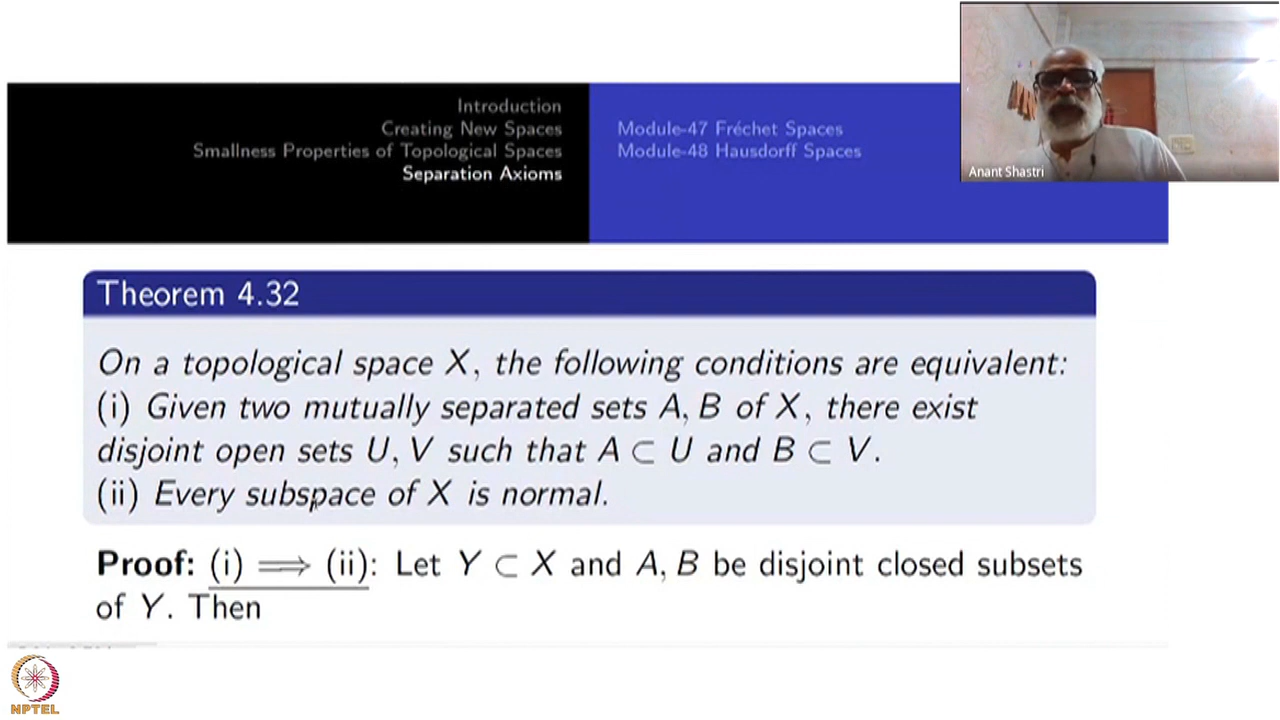 Introduction
Creating New Spaces
Smallness Properties of Topological Spaces
Separation Axioms
Module-47 Fréchet Spaces
Module-48 Hausdorff Spaces
Anant Shastri
Theorem 4.32
On a topological space X, the following conditions are equivalent:
(i) Given two mutually separated sets A, B of X, there exist
disjoint open sets U, V such that A ⊂ U and B ⊂ V.
(ii) Every subspace of X is normal.
Proof: (i) ⟹ (ii): Let Y ⊂ X and A, B be disjoint closed subsets
of Y. Then
NPTEL